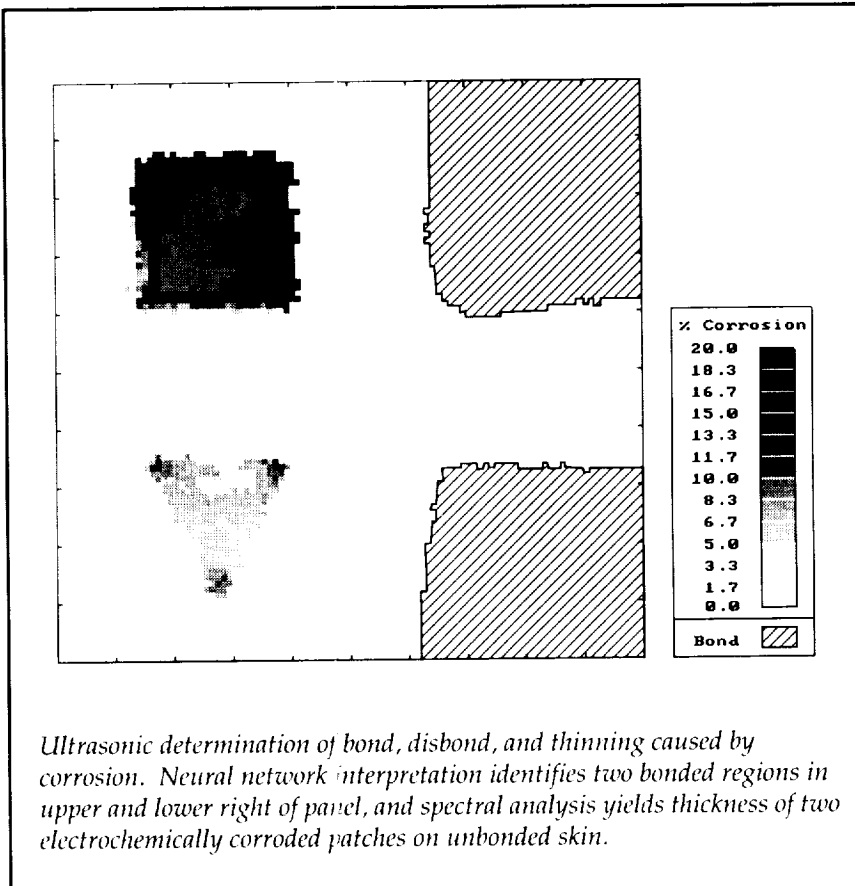 % Corrosion
20.0
18.3
16.7
15.0
13.3
11.7
10.0
8.3
6.7
5.0
3.3
1.7
0.0
Bond
Ultrasonic determination of bond, disbond, and thinning caused by
corrosion. Neural network interpretation identifies two bonded regions in
upper and lower right of panel, and spectral analysis yields thickness of two
electrochemically corroded patches on unbonded skin.